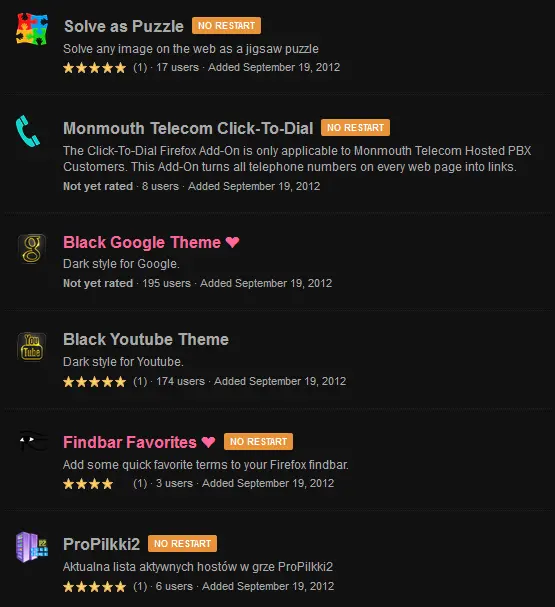 Solve as Puzzle NO RESTART
Solve any image on the web as a jigsaw puzzle
(1) · 17 users · Added September 19, 2012
Monmouth Telecom Click-To-Dial NO RESTART
The Click-To-Dial Firefox Add-On is only applicable to Monmouth Telecom Hosted PBX
Customers. This Add-On turns all telephone numbers on every web page into links.
Not yet rated · 8 users · Added September 19, 2012
Black Google Theme
Dark style for Google.
Not yet rated · 195 users · Added September 19, 2012
You
Tube
Black Youtube Theme
Dark style for Youtube.
(1) · 174 users · Added September 19, 2012
Findbar Favorites NO RESTART
Add some quick favorite terms to your Firefox findbar.
(1) · 3 users · Added September 19, 2012
ProPilkki2 NO RESTART
Aktualna lista aktywnych hostów w grze ProPilkki2
(1) · 6 users · Added September 19, 2012